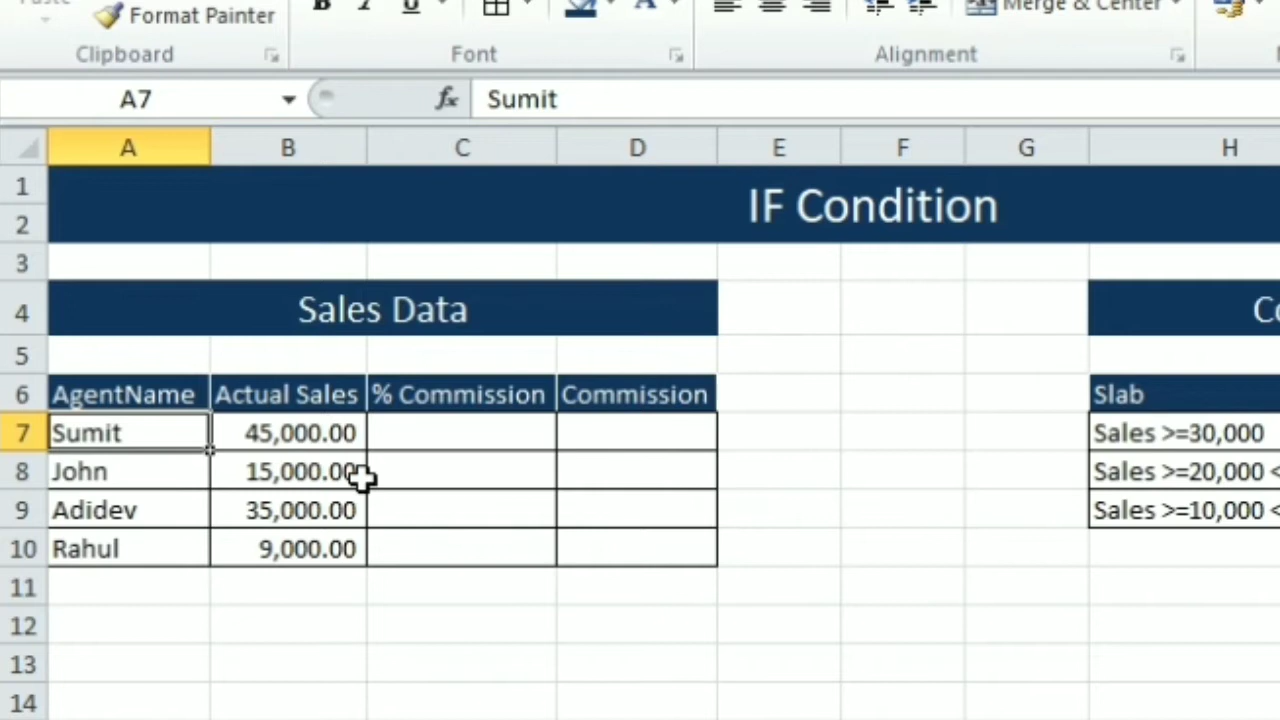 Format Painter
B I U
Merge & Center
Clipboard
Font
Alignment
A7
fx
Sumit
A B C D E F G H
1
IF Condition
2
3
4 Sales Data
5
6 AgentName Actual Sales % Commission Commission Slab
7 Sumit 45,000.00 Sales >=30,000
8 John 15,000.00 Sales >=20,000 <
9 Adidev 35,000.00 Sales >=10,000 <
10 Rahul 9,000.00
11
12
13
14